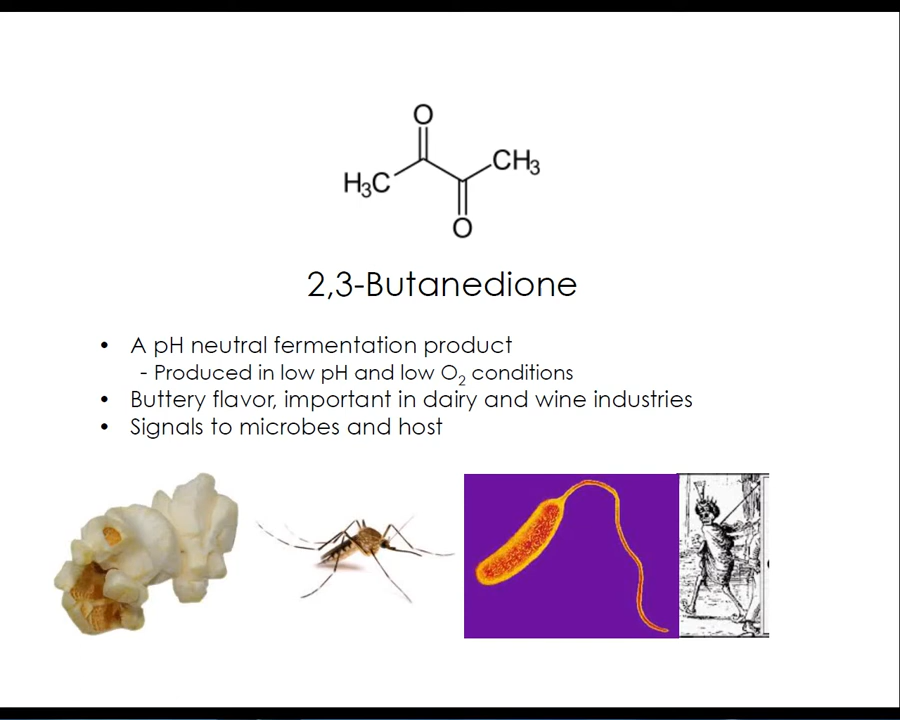 O
H₃C
CH₃
O
2,3-Butanedione
• A pH neutral fermentation product
- Produced in low pH and low O₂ conditions
• Buttery flavor, important in dairy and wine industries
• Signals to microbes and host